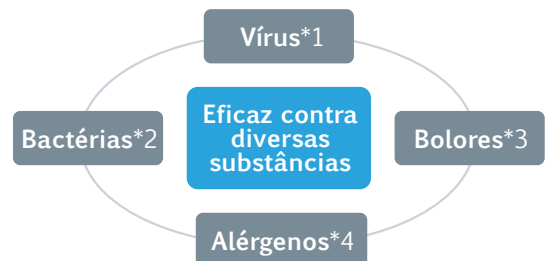 Vírus*1
Eficaz contra
diversas
substâncias
Bactérias*2
Bolores*3
Alérgenos*4